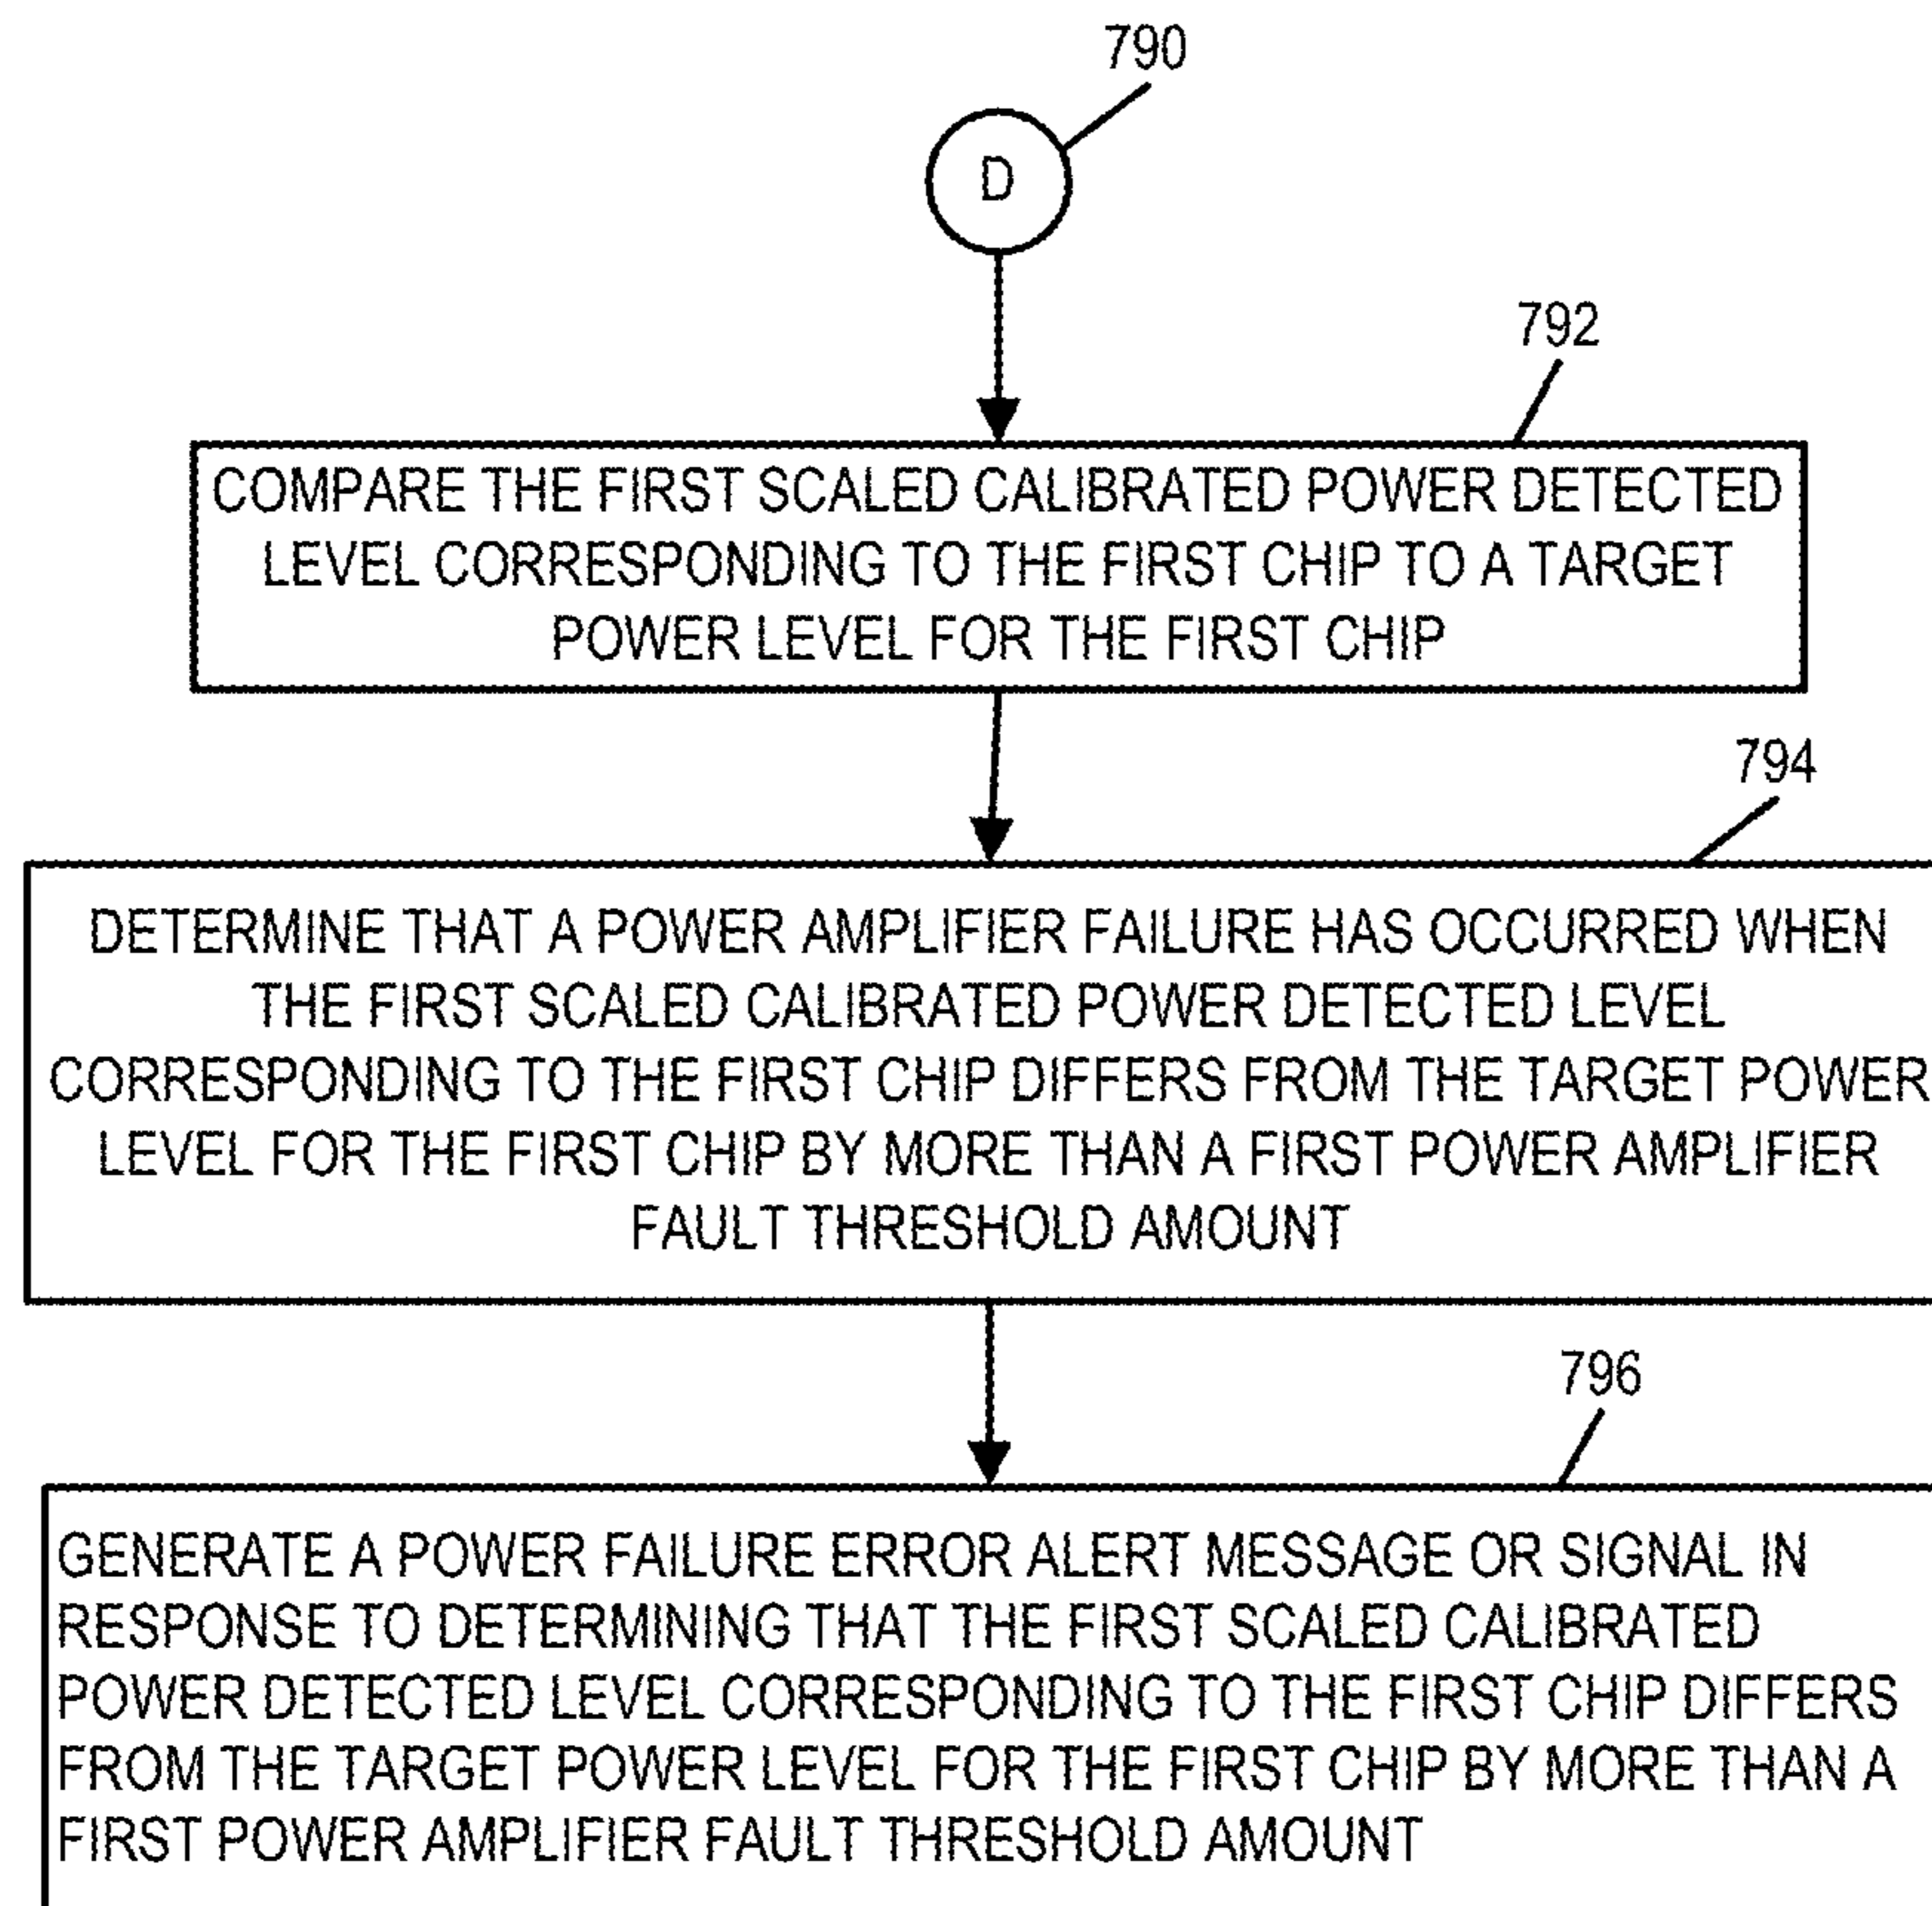 790
D
792
COMPARE THE FIRST SCALED CALIBRATED POWER DETECTED
LEVEL CORRESPONDING TO THE FIRST CHIP TO A TARGET
POWER LEVEL FOR THE FIRST CHIP
794
DETERMINE THAT A POWER AMPLIFIER FAILURE HAS OCCURRED WHEN
THE FIRST SCALED CALIBRATED POWER DETECTED LEVEL
CORRESPONDING TO THE FIRST CHIP DIFFERS FROM THE TARGET POWER
LEVEL FOR THE FIRST CHIP BY MORE THAN A FIRST POWER AMPLIFIER
FAULT THRESHOLD AMOUNT
796
GENERATE A POWER FAILURE ERROR ALERT MESSAGE OR SIGNAL IN
RESPONSE TO DETERMINING THAT THE FIRST SCALED CALIBRATED
POWER DETECTED LEVEL CORRESPONDING TO THE FIRST CHIP DIFFERS
FROM THE TARGET POWER LEVEL FOR THE FIRST CHIP BY MORE THAN A
FIRST POWER AMPLIFIER FAULT THRESHOLD AMOUNT